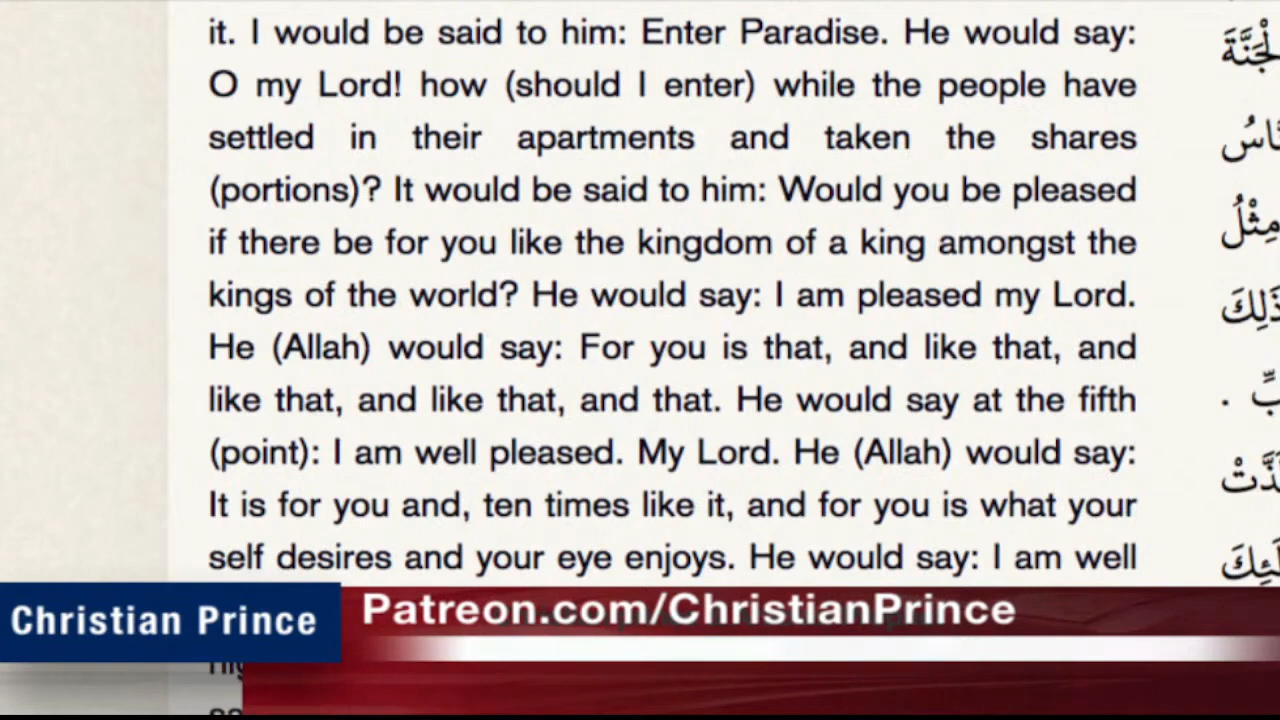 it. I would be said to him: Enter Paradise. He would say:
O my Lord! how (should I enter) while the people have
settled in their apartments and taken the shares
(portions)? It would be said to him: Would you be pleased
if there be for you like the kingdom of a king amongst the
kings of the world? He would say: I am pleased my Lord.
He (Allah) would say: For you is that, and like that, and
like that, and like that, and that. He would say at the fifth
(point): I am well pleased. My Lord. He (Allah) would say:
It is for you and, ten times like it, and for you is what your
self desires and your eye enjoys. He would say: I am well
الْجَنَّةَ
مِثْلُ
ذَلِكَ
Christian Prince
Patreon.com/ChristianPrince